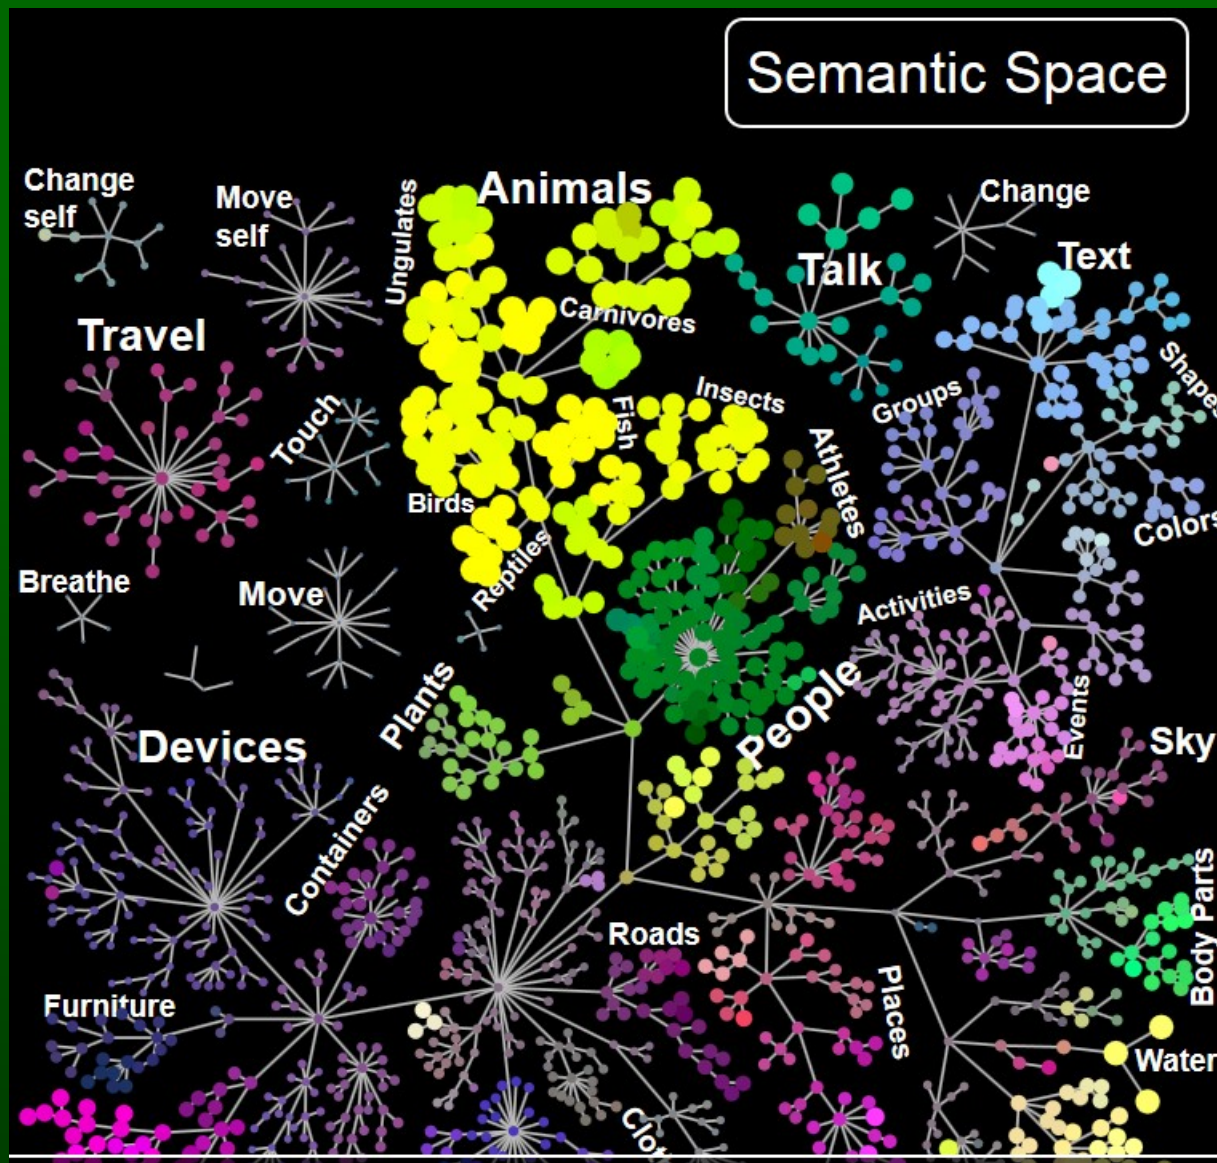 Semantic Space
Change
self
Move
self
Ungulates
Animals
Talk
Change
Text
Travel
Carnivores
Shapes
Touch
Fish
Insects
Groups
Athletes
Birds
Colors
Reptiles
Breathe
Move
Activities
Plants
People
Events
Devices
Sky
Containers
Roads
Body Parts
Furniture
Places
Water